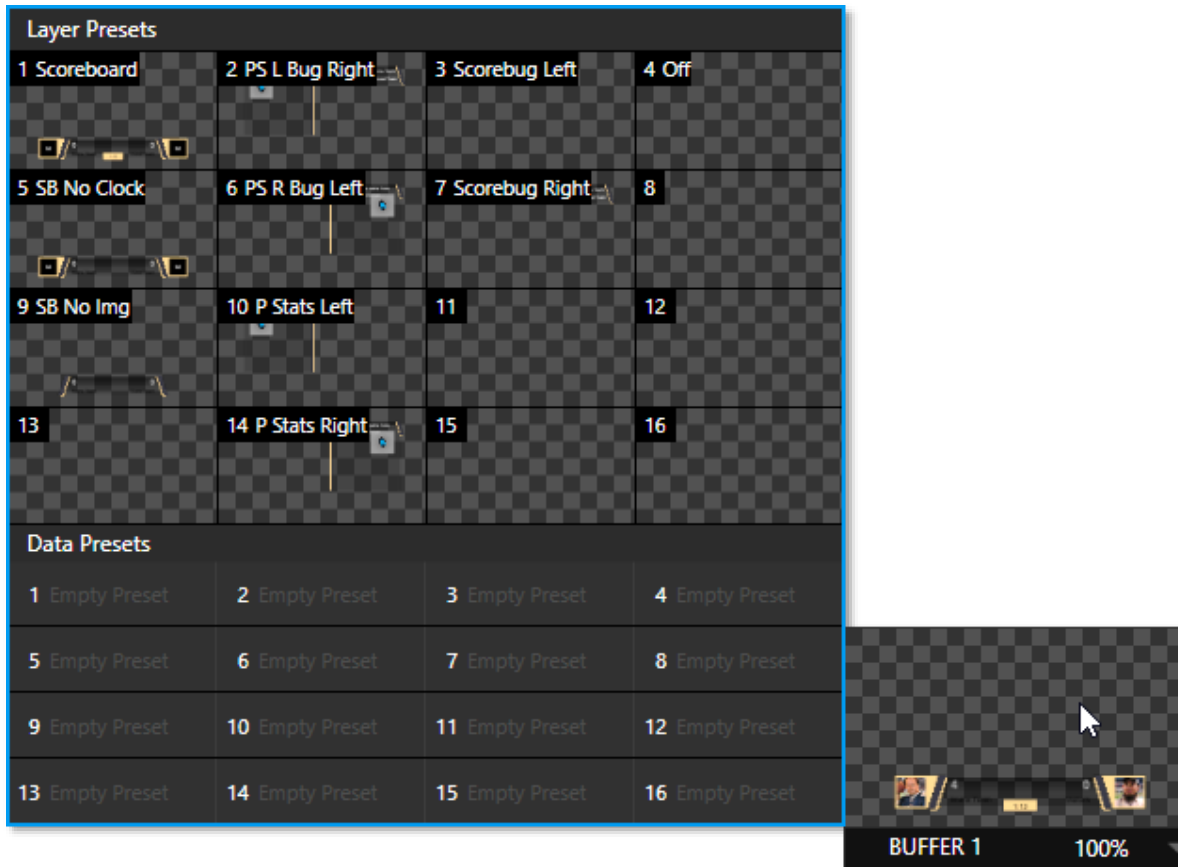 Layer Presets
1 Scoreboard
2 PS L Bug Right
3 Scorebug Left
4 Off
5 SB No Clock
6 PS R Bug Left
7 Scorebug Right
8
9 SB No Img
10 P Stats Left
11
12
13
14 P Stats Right
15
16
Data Presets
1 Empty Preset
2 Empty Preset
3 Empty Preset
4 Empty Preset
5 Empty Preset
6 Empty Preset
7 Empty Preset
8 Empty Preset
9 Empty Preset
10 Empty Preset
11 Empty Preset
12 Empty Preset
13 Empty Preset
14 Empty Preset
15 Empty Preset
16 Empty Preset
4
0
BUFFER 1
100%